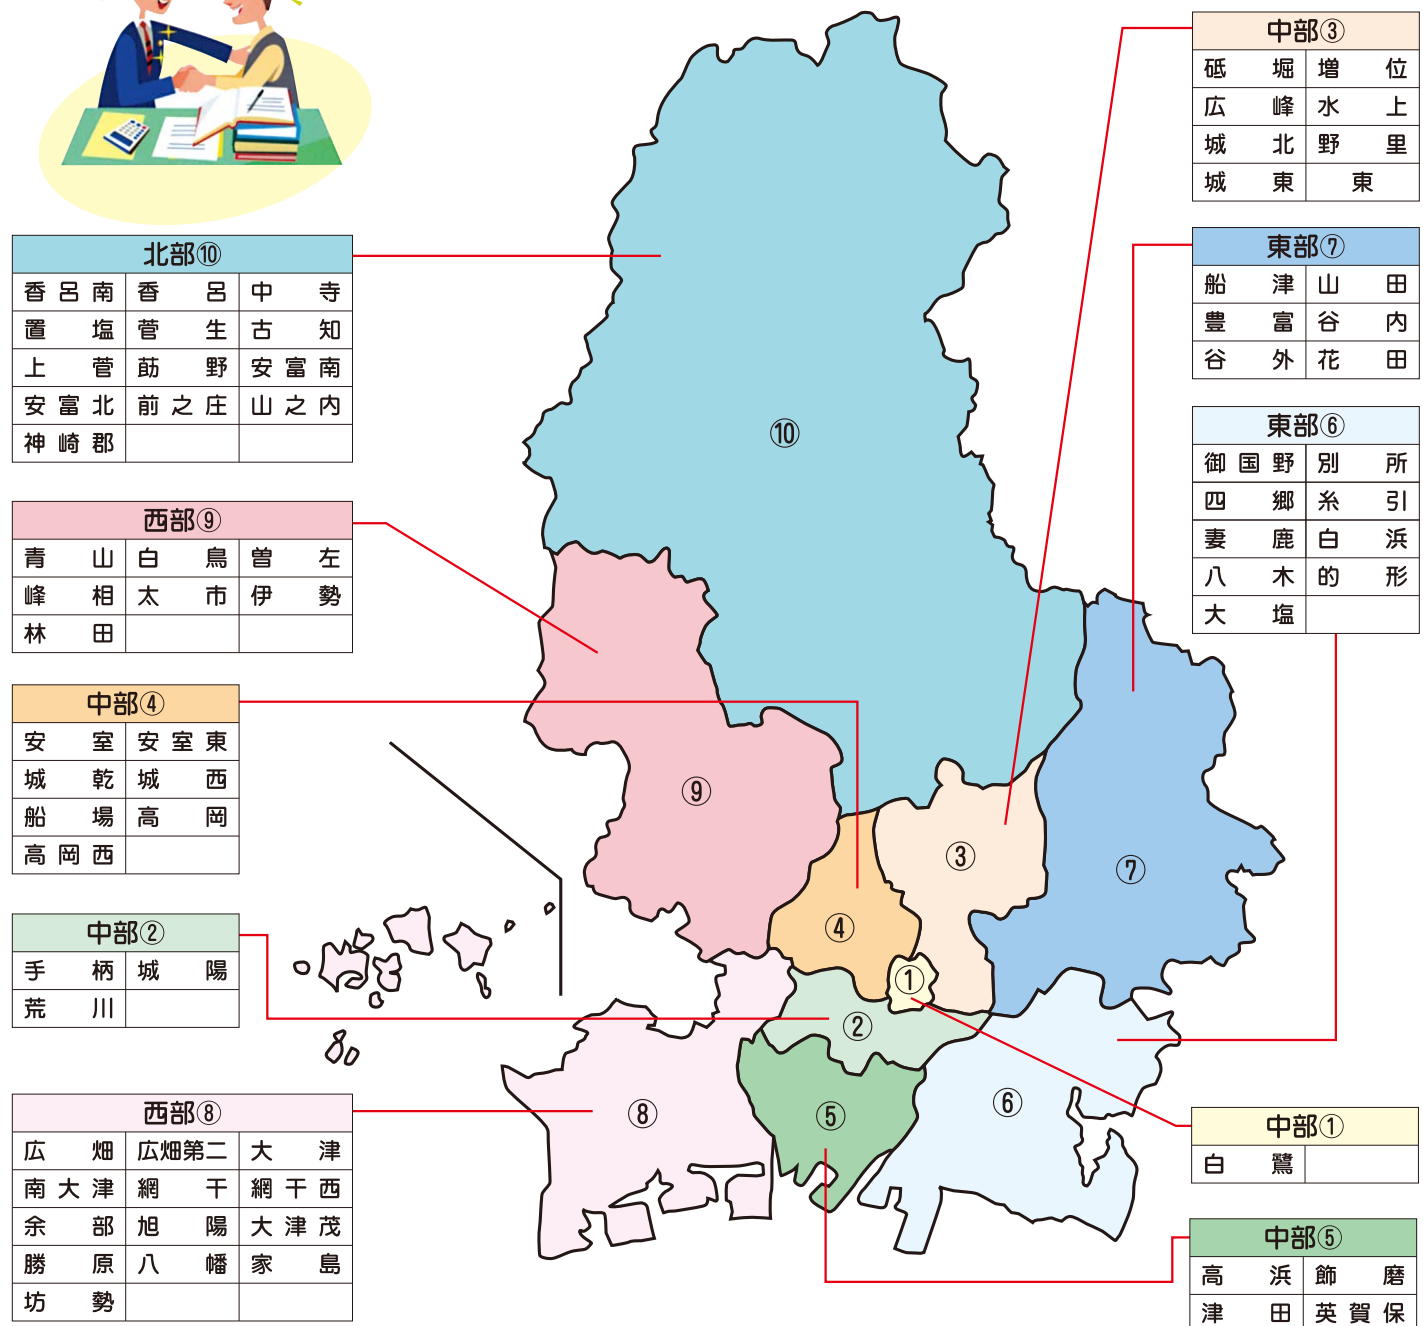 中部③
砥堀 増位
広峰 水上
城北 野里
城東 東
北部⑩
香呂南 香呂 中寺
置塩 菅生 古知
上菅 莇野 安富南
安富北 前之庄 山之内
神崎郡
東部⑦
船津 山田
豊富 谷内
谷外 花田
東部⑥
御国野 別所
四郷 糸引
妻鹿 白浜
八木 的形
大塩
西部⑨
青山 白鳥 曽左
峰相 太市 伊勢
林田
中部④
安室 安室東
城乾 城西
船場 高岡
高岡西
中部②
手柄 城陽
荒川
西部⑧
広畑 広畑第二 大津
南大津 網干 網干西
余部 旭陽 大津茂
勝原 八幡 家島
坊勢
中部①
白鷺
中部⑤
高浜 飾磨
津田 英賀保
⑩
⑨
③
⑦
④
①
②
⑥
⑧
⑤